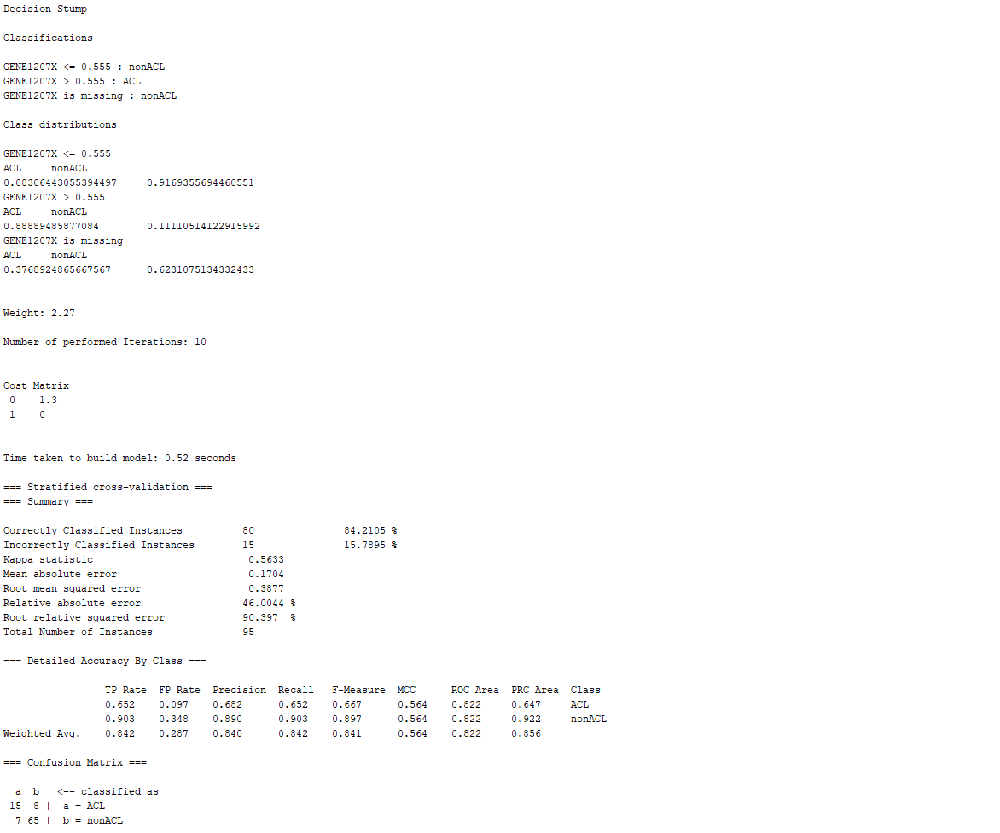 Decision Stump
Classifications
GENE1207X <= 0.555 : nonACL
GENE1207X > 0.555 : ACL
GENE1207X is missing : nonACL
Class distributions
GENE1207X <= 0.555
ACL nonACL
0.08306443055394497 0.9169355694460551
GENE1207X > 0.555
ACL nonACL
0.88889485877084 0.11110514122915992
GENE1207X is missing
ACL nonACL
0.3768924865667567 0.6231075134332433
Weight: 2.27
Number of performed Iterations: 10
Cost Matrix
0 1.3
1 0
Time taken to build model: 0.52 seconds
=== Stratified cross-validation ===
=== Summary ===
Correctly Classified Instances 80 84.2105 %
Incorrectly Classified Instances 15 15.7895 %
Kappa statistic 0.5633
Mean absolute error 0.1704
Root mean squared error 0.3877
Relative absolute error 46.0044 %
Root relative squared error 90.397 %
Total Number of Instances 95
=== Detailed Accuracy By Class ===
TP Rate FP Rate Precision Recall F-Measure MCC ROC Area PRC Area Class
0.652 0.097 0.682 0.652 0.667 0.564 0.822 0.647 ACL
0.903 0.348 0.890 0.903 0.897 0.564 0.822 0.922 nonACL
Weighted Avg. 0.842 0.287 0.840 0.842 0.841 0.564 0.822 0.856
=== Confusion Matrix ===
a b <-- classified as
15 8 | a = ACL
7 65 | b = nonACL